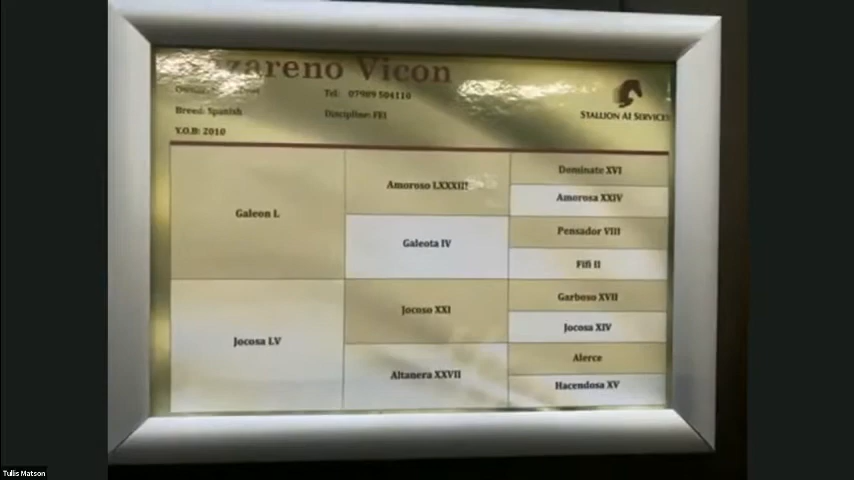 Vicon
Tel: 07989 504110
STALLION AI SERVICES
Breed: Spanish
Discipline: FEI
Y.O.B: 2010
Dominate XVI
Amoroso LXXXIII
Amorosa XXIV
Galeon L
Pensador VIII
Galeota IV
Fifi II
Garboso XVII
Jocoso XXI
Jocosa XIV
Jocosa LV
Alerce
Altanera XXVII
Hacendosa XV
Tullis Matson